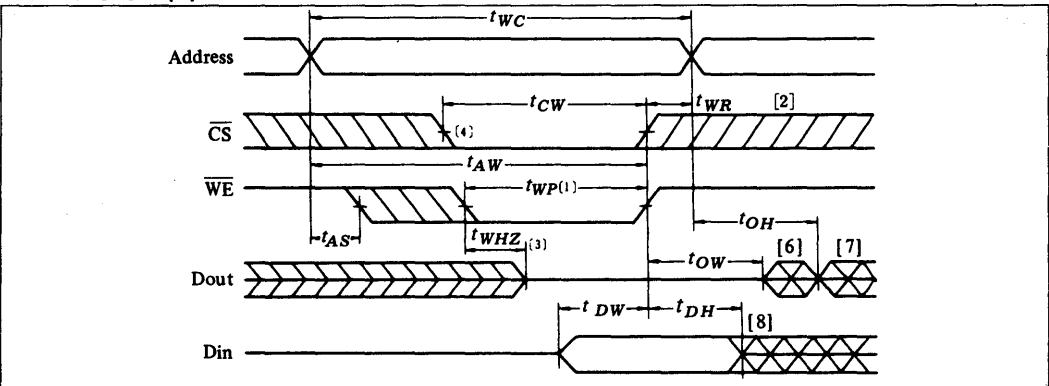 tWC
Address
tCW
tWR
[2]
CS
(4)
tAW
WE
tWP(1)
tAS
tWHZ
(3)
tOH
Dout
tOW
[6]
[7]
tDW
tDH
[8]
Din